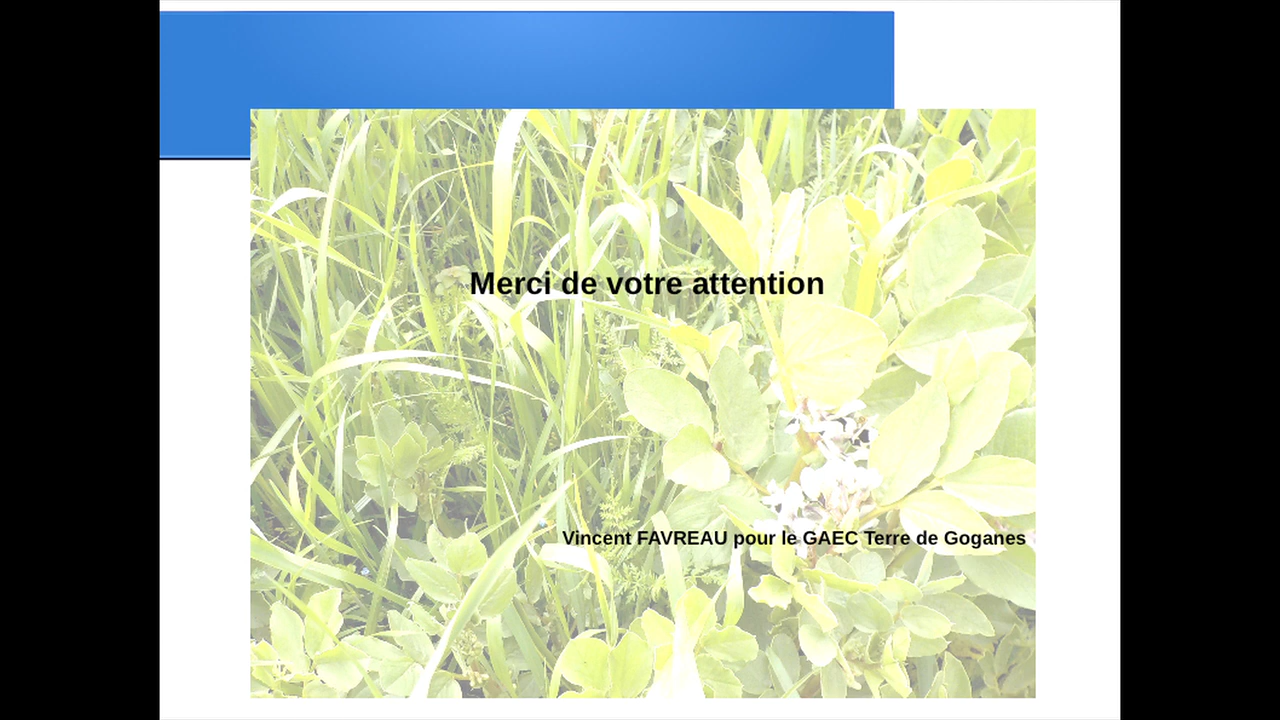 Merci de votre attention
Vincent FAVREAU pour le GAEC Terre de Goganes